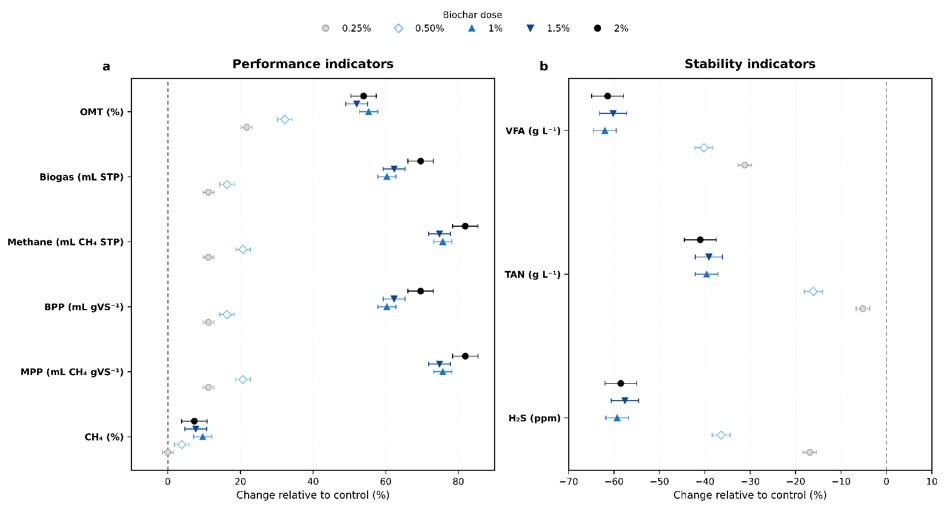 Biochar dose
0.25% 0.50% 1% 1.5% 2%
a Performance indicators
OMT (%)
Biogas (mL STP)
Methane (mL CH₄ STP)
BPP (mL gVS⁻¹)
MPP (mL CH₄ gVS⁻¹)
CH₄ (%)
0 20 40 60 80
Change relative to control (%)
b Stability indicators
VFA (g L⁻¹)
TAN (g L⁻¹)
H₂S (ppm)
−70 −60 −50 −40 −30 −20 −10 0 10
Change relative to control (%)